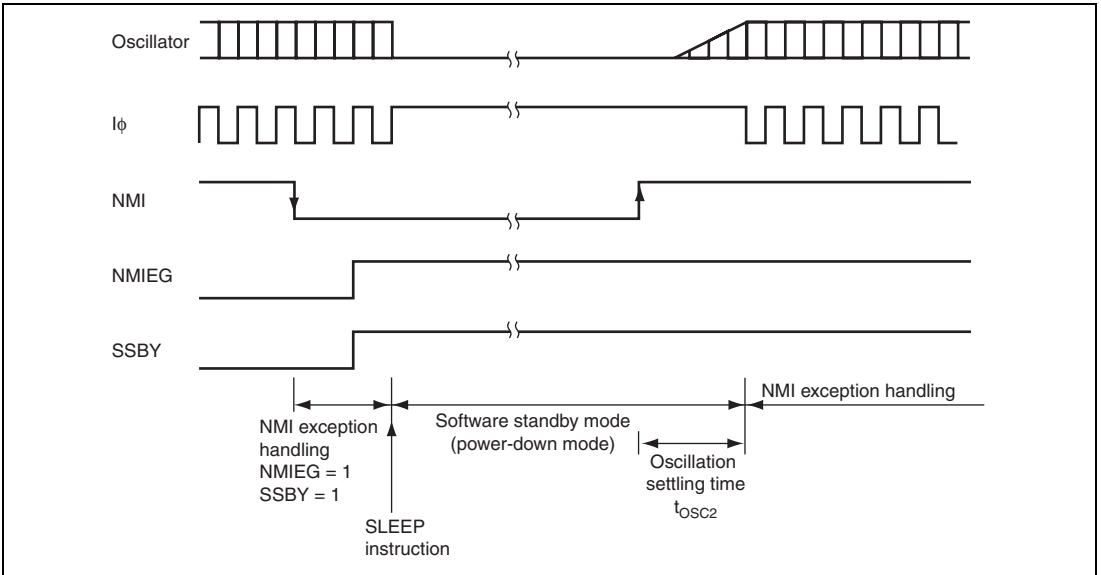 Oscillator
Iϕ
NMI
NMIEG
SSBY
NMI exception
handling
NMIEG = 1
SSBY = 1
SLEEP
instruction
Software standby mode
(power-down mode)
Oscillation
settling time
tOSC2
NMI exception handling